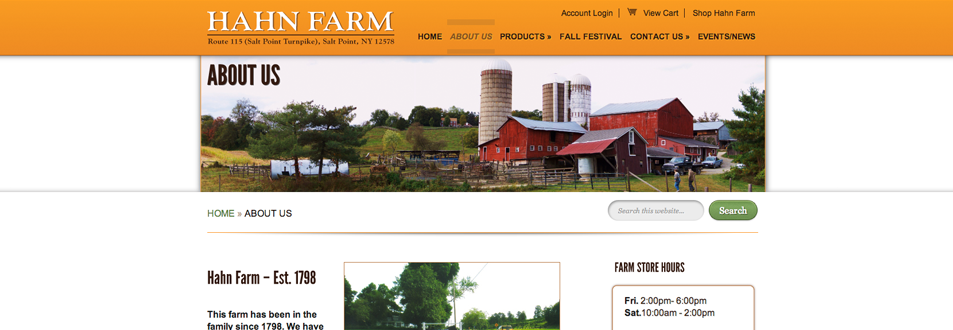 HAHN FARM
Route 115 (Salt Point Turnpike), Salt Point, NY 12578
Account Login | View Cart | Shop Hahn Farm
HOME ABOUT US PRODUCTS » FALL FESTIVAL CONTACT US » EVENTS/NEWS
ABOUT US
HOME » ABOUT US
Search this website...
Search
Hahn Farm – Est. 1798
This farm has been in the
family since 1798. We have
FARM STORE HOURS
Fri. 2:00pm- 6:00pm
Sat.10:00am - 2:00pm